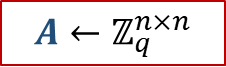 A ← ℤ_q^{n×n}